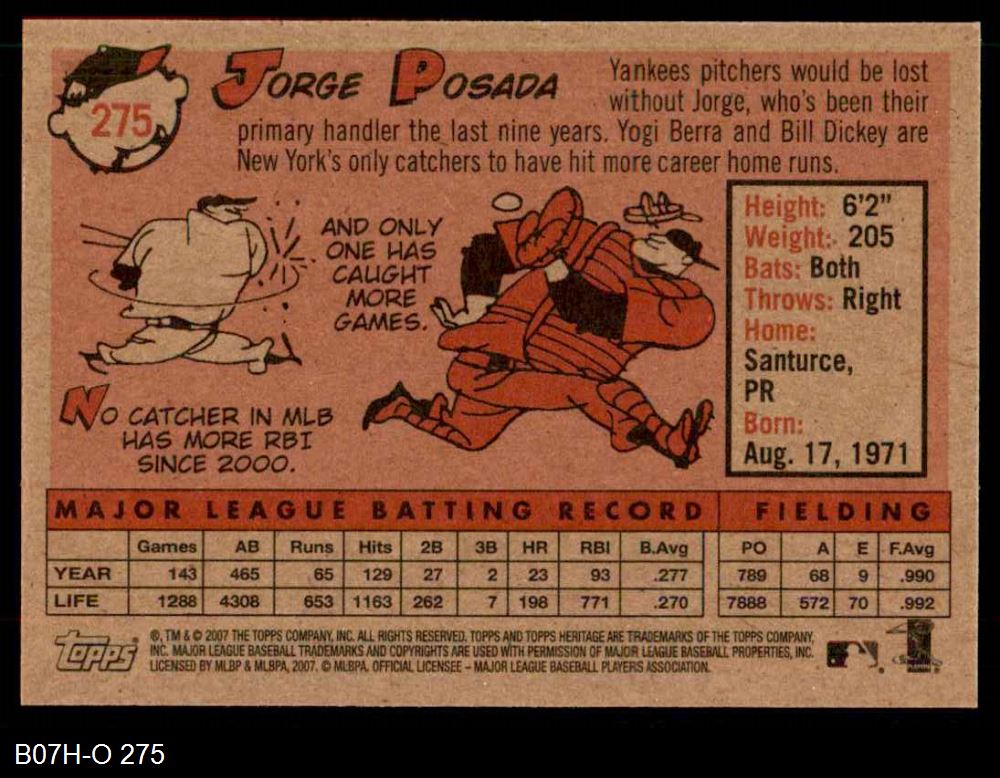 275
JORGE POSADA
Yankees pitchers would be lost
without Jorge, who's been their
primary handler the last nine years. Yogi Berra and Bill Dickey are
New York's only catchers to have hit more career home runs.
AND ONLY
ONE HAS
CAUGHT
MORE
GAMES.
NO CATCHER IN MLB
HAS MORE RBI
SINCE 2000.
Height: 6'2"
Weight: 205
Bats: Both
Throws: Right
Home:
Santurce,
PR
Born:
Aug. 17, 1971
MAJOR LEAGUE BATTING RECORD FIELDING
Games AB Runs Hits 2B 3B HR RBI B.Avg PO A E F.Avg
YEAR 143 465 65 129 27 2 23 93 .277 789 68 9 .990
LIFE 1288 4308 653 1163 262 7 198 771 .270 7888 572 70 .992
topps
®, TM & © 2007 THE TOPPS COMPANY, INC. ALL RIGHTS RESERVED. TOPPS AND TOPPS HERITAGE ARE TRADEMARKS OF THE TOPPS COMPANY,
INC. MAJOR LEAGUE BASEBALL TRADEMARKS AND COPYRIGHTS ARE USED WITH PERMISSION OF MAJOR LEAGUE BASEBALL PROPERTIES, INC.
LICENSED BY MLBP & MLBPA, 2007. © MLBPA. OFFICIAL LICENSEE – MAJOR LEAGUE BASEBALL PLAYERS ASSOCIATION.
B07H-O 275